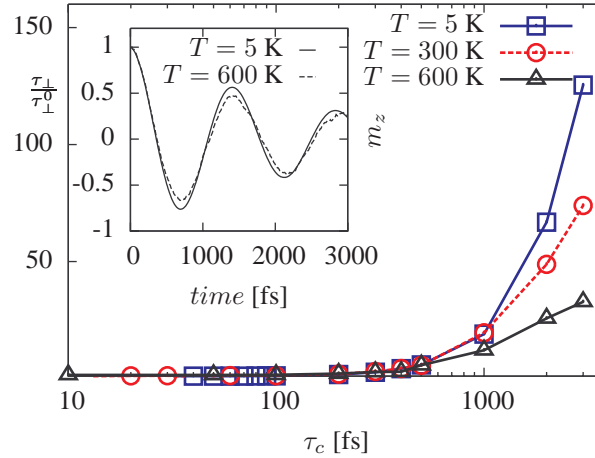 T = 5 K
T = 300 K
T = 600 K
τ⊥
τ⊥⁰
150
100
50
10
100
1000
τc [fs]
T = 5 K
T = 600 K
1
0.5
0
-0.5
-1
0
1000
2000
3000
mz
time [fs]